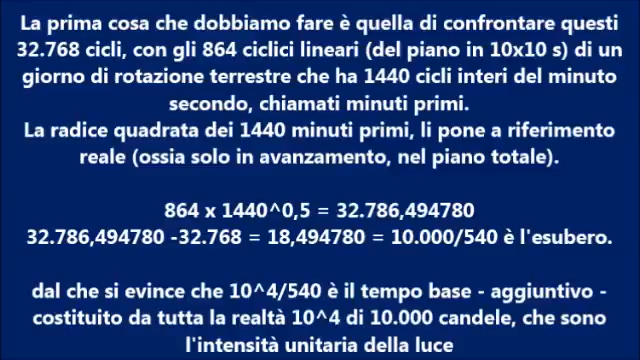 La prima cosa che dobbiamo fare è quella di confrontare questi
32.768 cicli, con gli 864 ciclici lineari (del piano in 10x10 s) di un
giorno di rotazione terrestre che ha 1440 cicli interi del minuto
secondo, chiamati minuti primi.
La radice quadrata dei 1440 minuti primi, li pone a riferimento
reale (ossia solo in avanzamento, nel piano totale).
864 x 1440^0,5 = 32.786,494780
32.786,494780 -32.768 = 18,494780 = 10.000/540 è l'esubero.
dal che si evince che 10^4/540 è il tempo base - aggiuntivo -
costituito da tutta la realtà 10^4 di 10.000 candele, che sono
l'intensità unitaria della luce